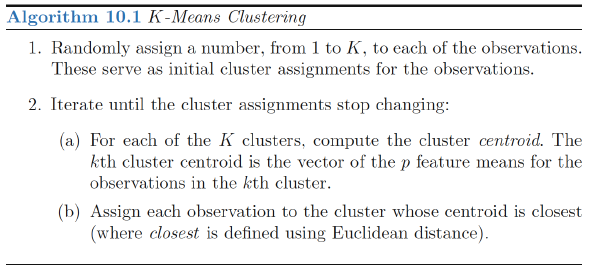 Algorithm 10.1 K-Means Clustering
1. Randomly assign a number, from 1 to K, to each of the observations.
These serve as initial cluster assignments for the observations.
2. Iterate until the cluster assignments stop changing:
(a) For each of the K clusters, compute the cluster centroid. The
kth cluster centroid is the vector of the p feature means for the
observations in the kth cluster.
(b) Assign each observation to the cluster whose centroid is closest
(where closest is defined using Euclidean distance).